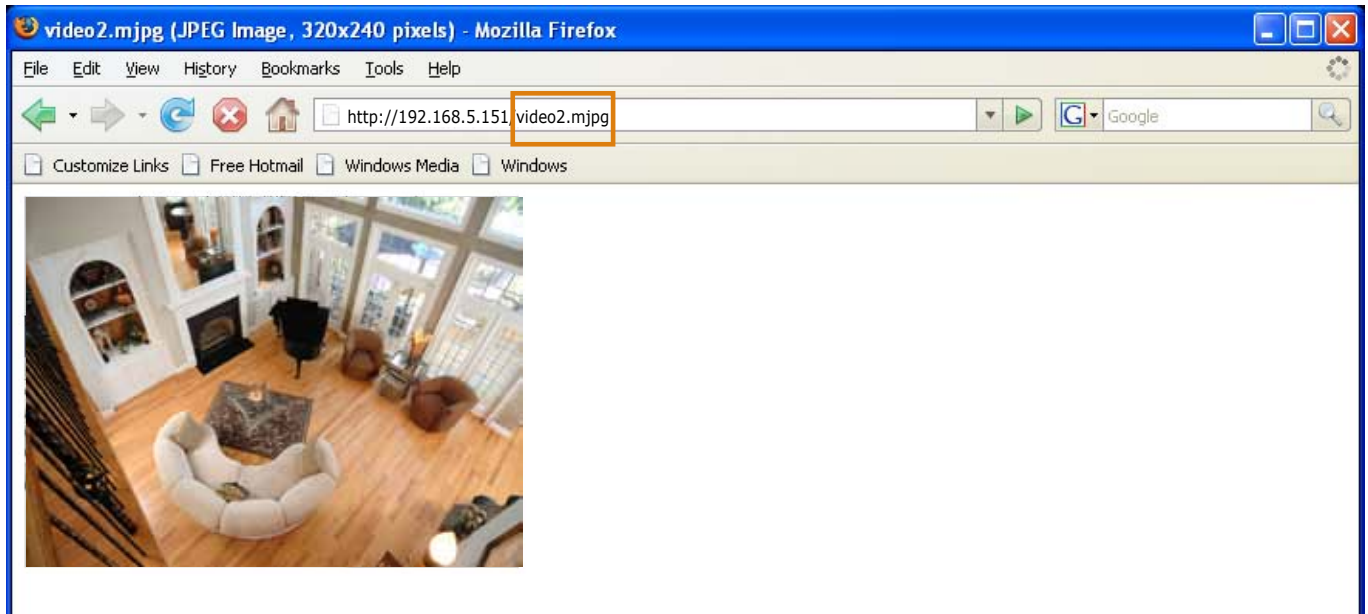 video2.mjpg (JPEG Image, 320x240 pixels) - Mozilla Firefox
File Edit View History Bookmarks Tools Help
http://192.168.5.151/video2.mjpg G Google
Customize Links Free Hotmail Windows Media Windows